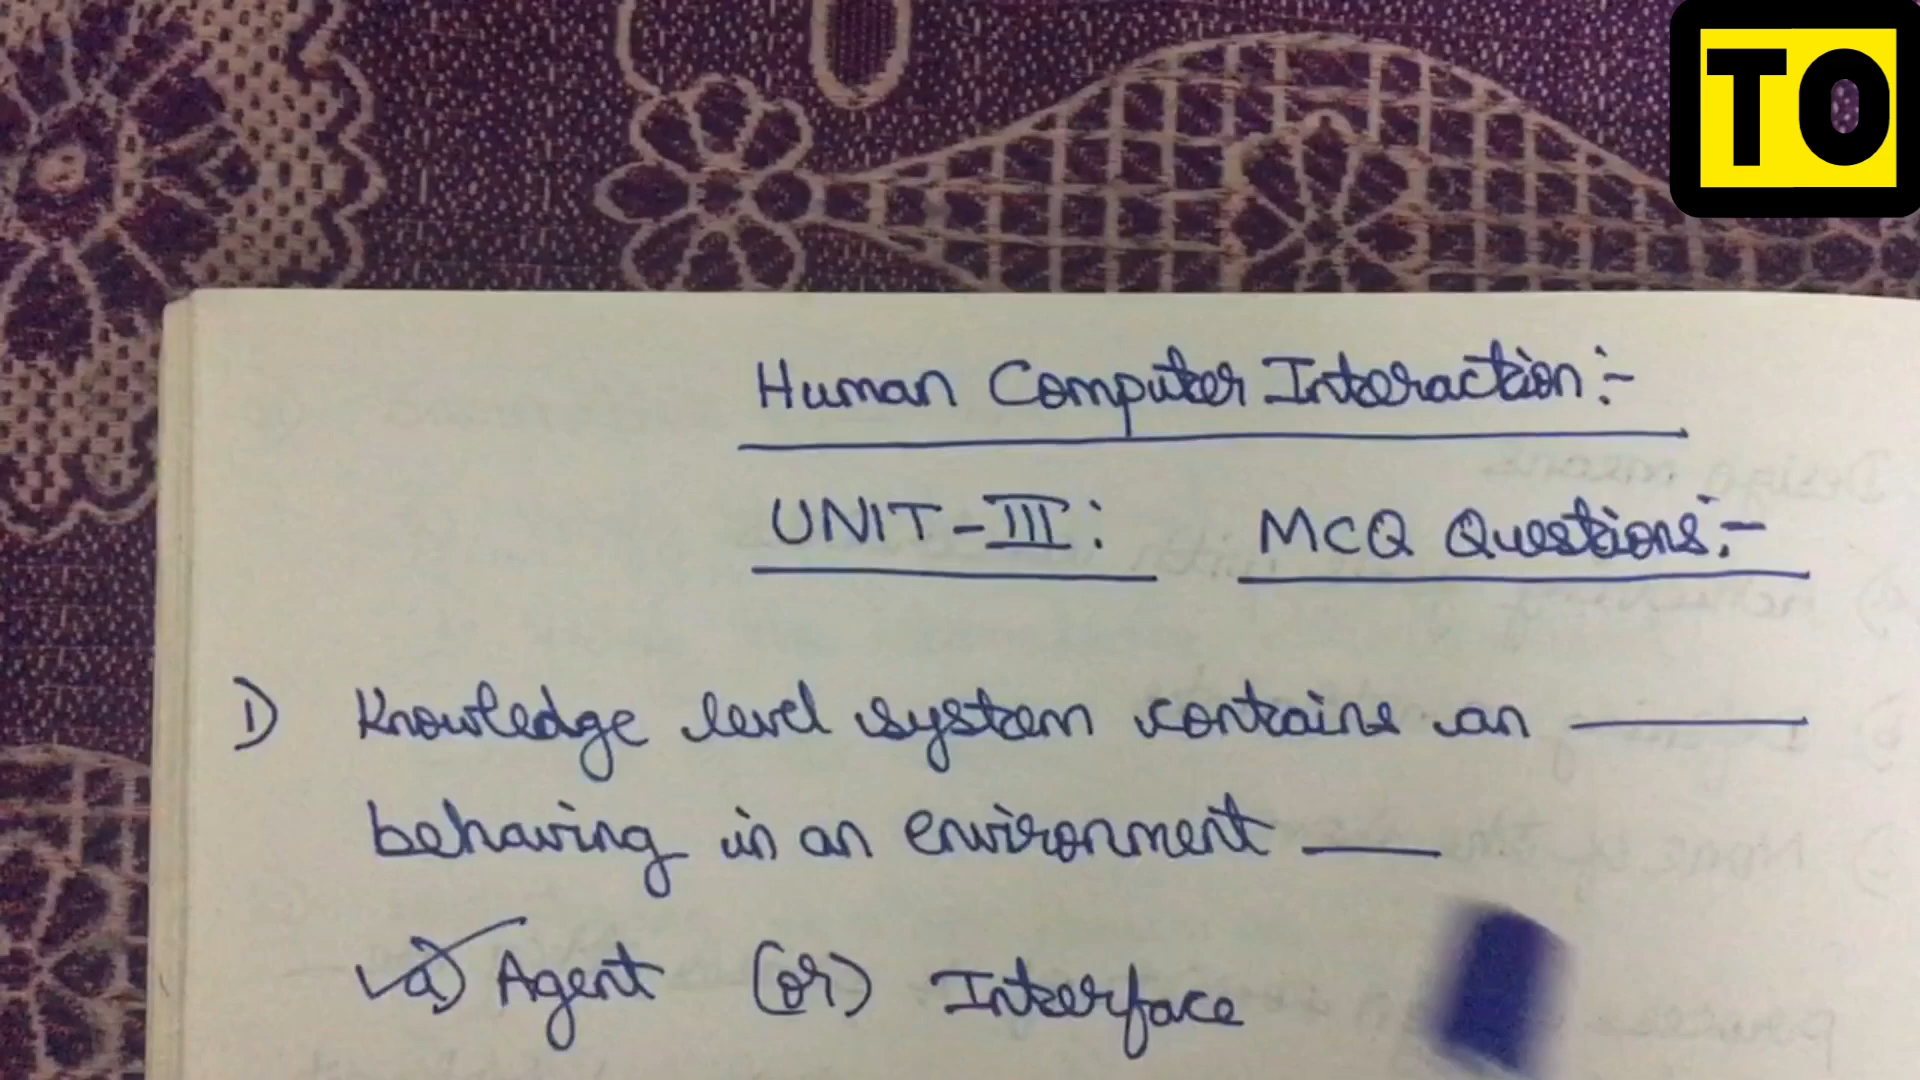 TO
Human Computer Interaction:-
UNIT-III: MCQ Questions:-
1) Knowledge level system contains an ______
behaving in an environment ____
a) Agent (or) Interface